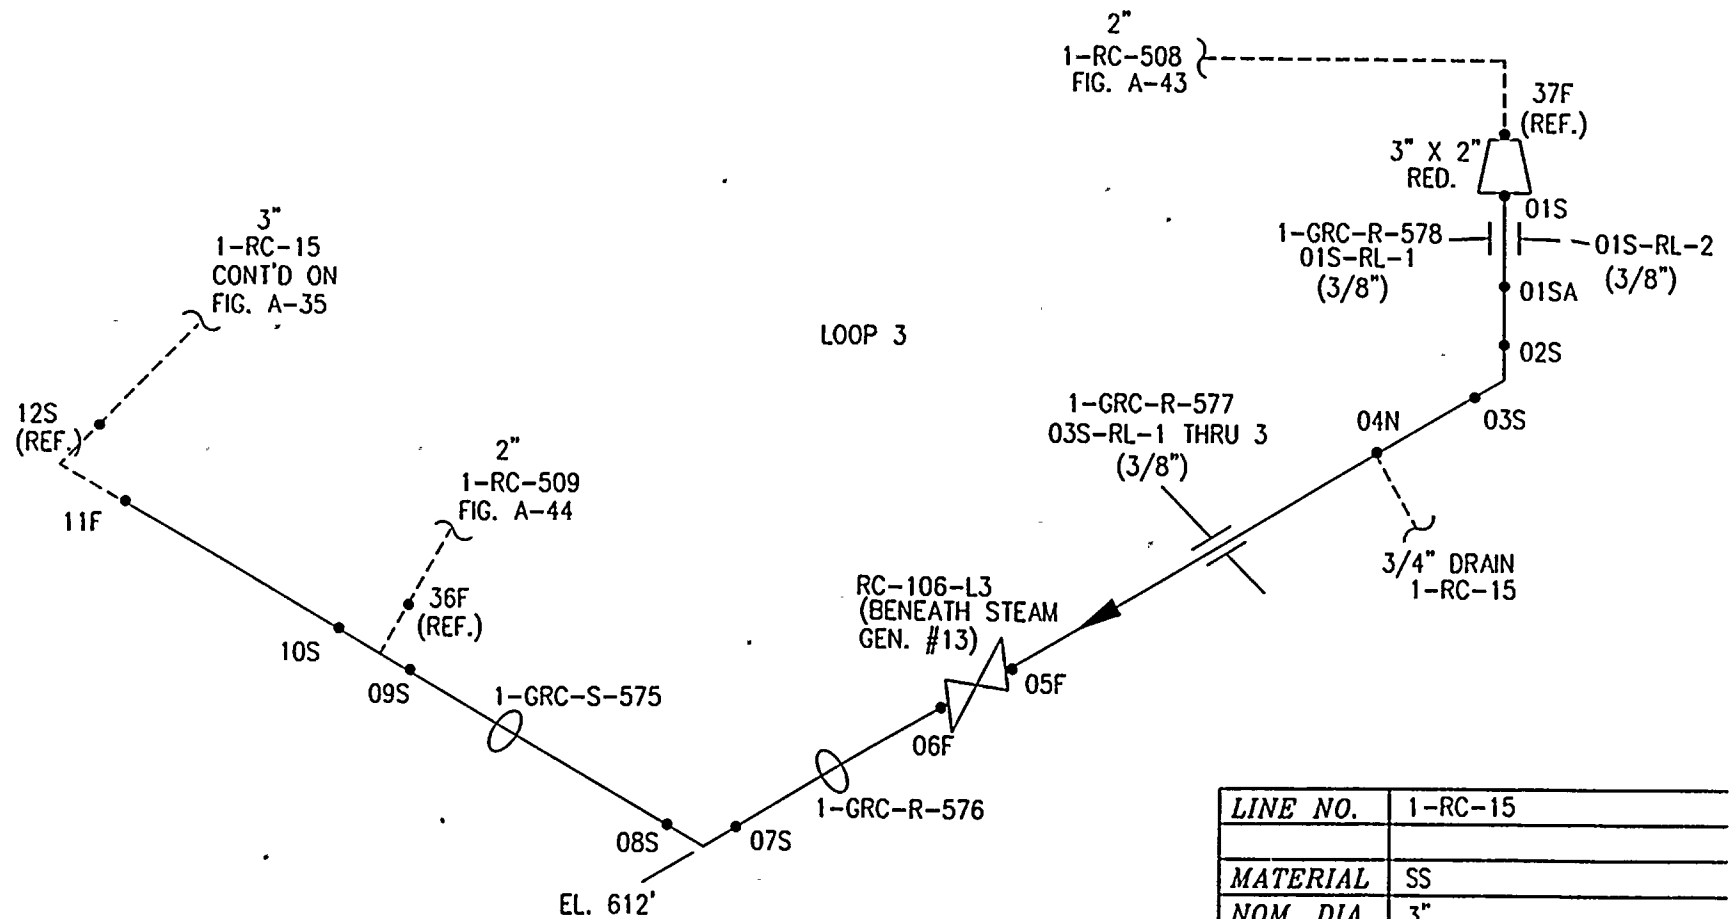 2"
1-RC-508
FIG. A-43
37F
(REF.)
3" X 2"
RED.
01S
1-GRC-R-578
01S-RL-1
(3/8")
01S-RL-2
(3/8")
01SA
02S
3"
1-RC-15
CONT'D ON
FIG. A-35
LOOP 3
12S
(REF.)
11F
2"
1-RC-509
FIG. A-44
36F
(REF.)
10S
09S
1-GRC-S-575
1-GRC-R-577
03S-RL-1 THRU 3
(3/8")
04N
03S
3/4" DRAIN
1-RC-15
RC-106-L3
(BENEATH STEAM
GEN. #13)
05F
06F
1-GRC-R-576
08S
07S
EL. 612'
LINE NO. 1-RC-15
MATERIAL SS
NOM. DIA 3"